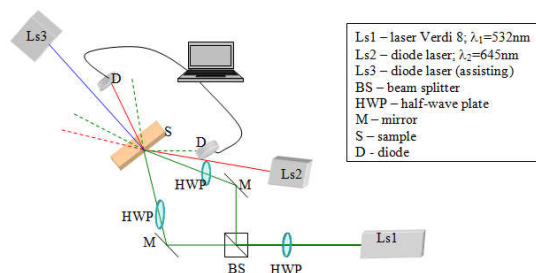 Ls3
D
S
D
Ls2
HWP
M
HWP
M
BS
HWP
Ls1
Ls1 – laser Verdi 8; λ1=532nm
Ls2 – diode laser; λ2=645nm
Ls3 – diode laser (assisting)
BS – beam splitter
HWP – half-wave plate
M – mirror
S – sample
D - diode